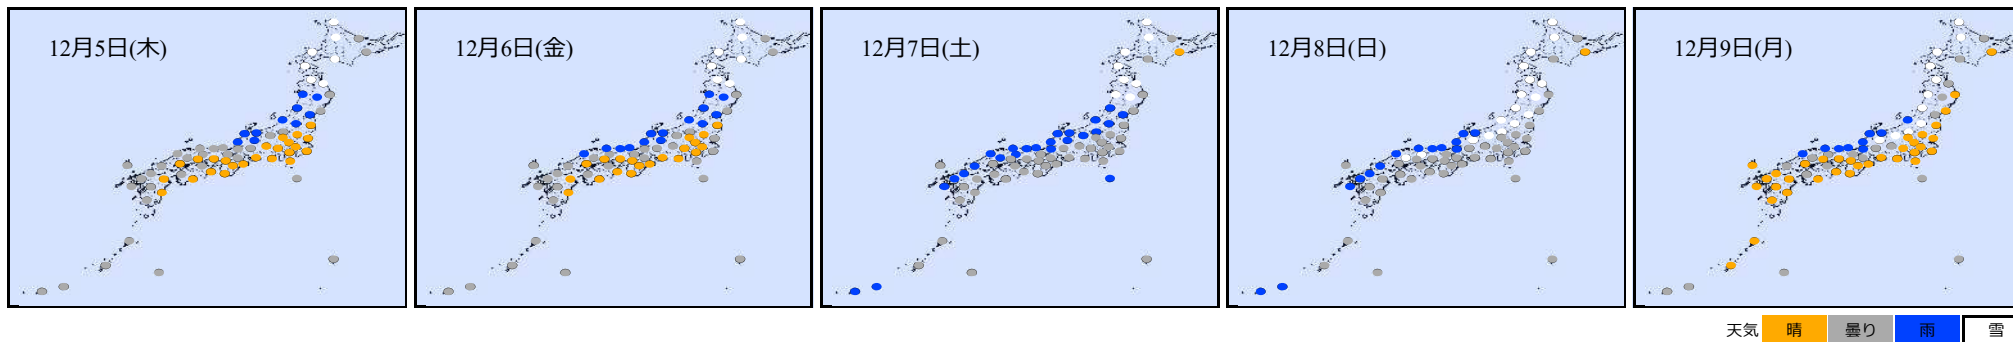 12月5日(木)
12月6日(金)
12月7日(土)
12月8日(日)
12月9日(月)
天気 晴 曇り 雨 雪